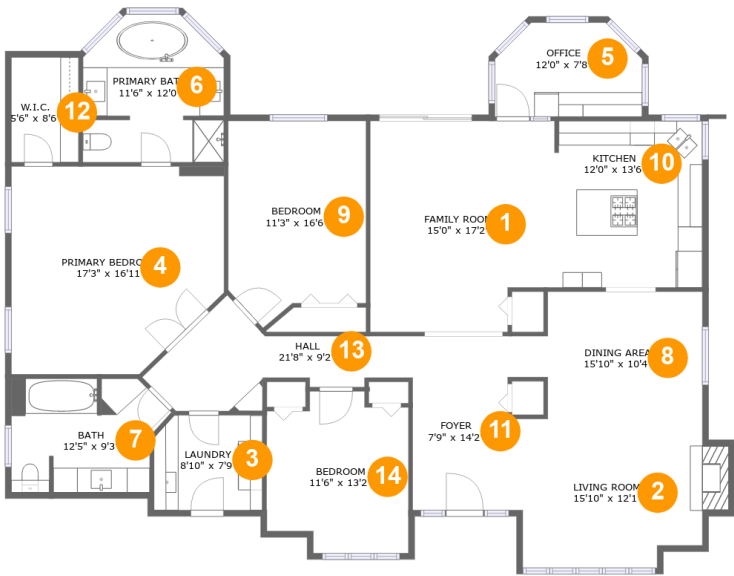 OFFICE
12'0" x 7'8
5
PRIMARY BAT
11'6" x 12'0
6
W.I.C.
5'6" x 8'6
12
KITCHEN
12'0" x 13'6
10
BEDROOM
11'3" x 16'6
9
FAMILY ROOM
15'0" x 17'2
1
PRIMARY BEDRO
17'3" x 16'11
4
HALL
21'8" x 9'2
13
DINING AREA
15'10" x 10'4
8
FOYER
7'9" x 14'2
11
BATH
12'5" x 9'3
7
LAUNDRY
8'10" x 7'9
3
BEDROOM
11'6" x 13'2
14
LIVING ROOM
15'10" x 12'1
2